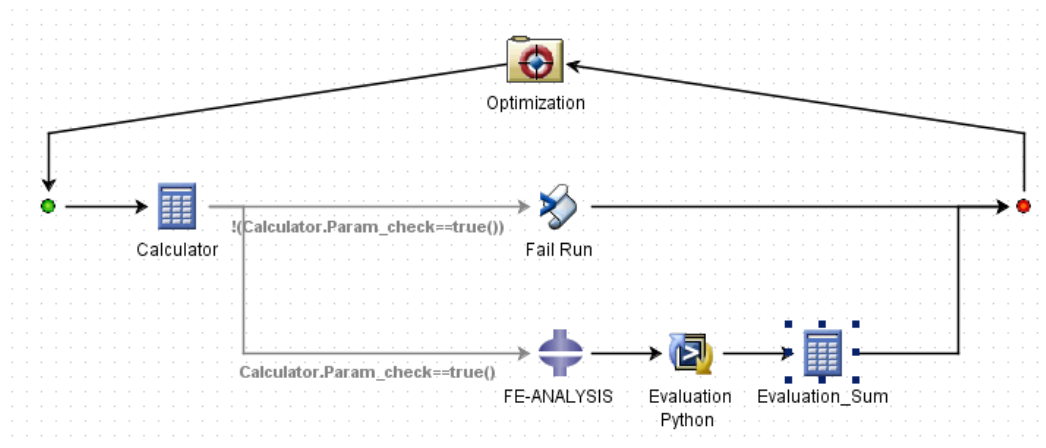 Optimization
!(Calculator.Param_check==true())
Calculator
Fail Run
Calculator.Param_check==true()
FE-ANALYSIS
Evaluation
Python
Evaluation_Sum